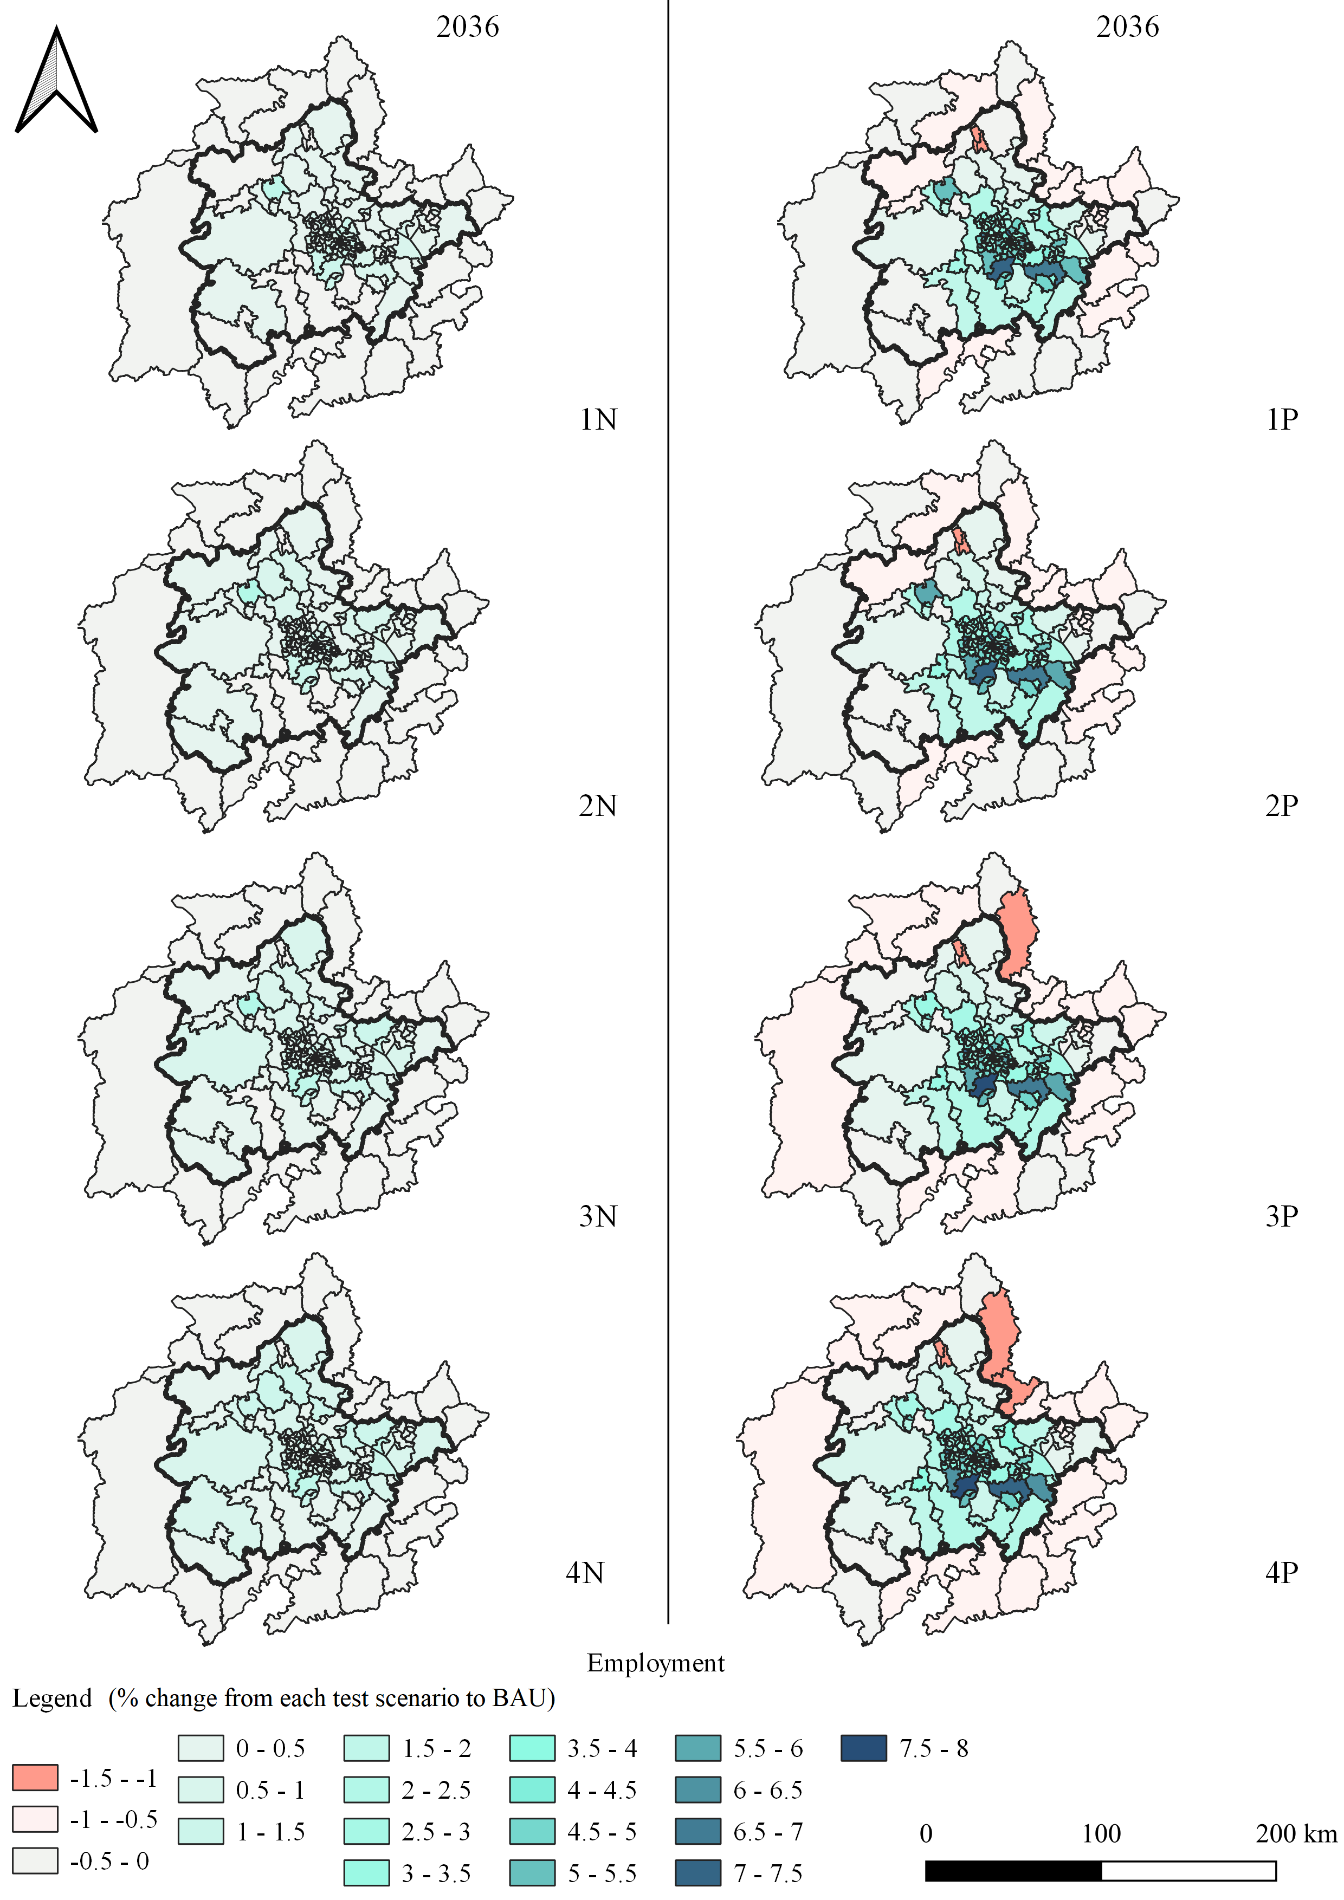 2036
2036
1N
1P
2N
2P
3N
3P
4N
4P
Employment
Legend (% change from each test scenario to BAU)
-1.5 - -1
-1 - -0.5
-0.5 - 0
0 - 0.5
0.5 - 1
1 - 1.5
1.5 - 2
2 - 2.5
2.5 - 3
3 - 3.5
3.5 - 4
4 - 4.5
4.5 - 5
5 - 5.5
5.5 - 6
6 - 6.5
6.5 - 7
7 - 7.5
7.5 - 8
0 100 200 km